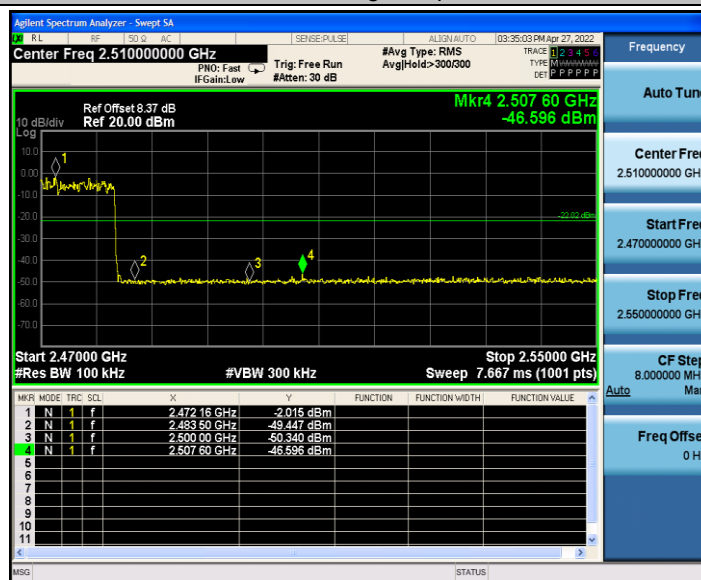 Agilent Spectrum Analyzer - Swept SA
RL RF 50 Ω AC SENSE:PULSE ALIGN AUTO 03:35:03 PM Apr 27, 2022
Center Freq 2.510000000 GHz
PNO: Fast
IFGain:Low
Trig: Free Run
#Atten: 30 dB
#Avg Type: RMS
Avg|Hold:>300/300
TRACE 1 2 3 4 5 6
TYPE M
DET P P P P P P
Mkr4 2.507 60 GHz
-46.596 dBm
Ref Offset 8.37 dB
10 dB/div Ref 20.00 dBm
Log
10.0
0.00
-10.0
-20.0
-30.0
-40.0
-50.0
-60.0
-70.0
1
2
3
4
-22.02 dBm
Start 2.47000 GHz Stop 2.55000 GHz
#Res BW 100 kHz #VBW 300 kHz Sweep 7.667 ms (1001 pts)
MKR MODE TRC SCL X Y FUNCTION FUNCTION WIDTH FUNCTION VALUE
1 N 1 f 2.472 16 GHz -2.015 dBm
2 N 1 f 2.483 50 GHz -49.447 dBm
3 N 1 f 2.500 00 GHz -50.340 dBm
4 N 1 f 2.507 60 GHz -46.596 dBm
5
6
7
8
9
10
11
MSG STATUS
Frequency
Auto Tun
Center Fre
2.510000000 GH
Start Fre
2.470000000 GH
Stop Fre
2.550000000 GH
CF Step
8.000000 MH
Auto Ma
Freq Offse
0 H